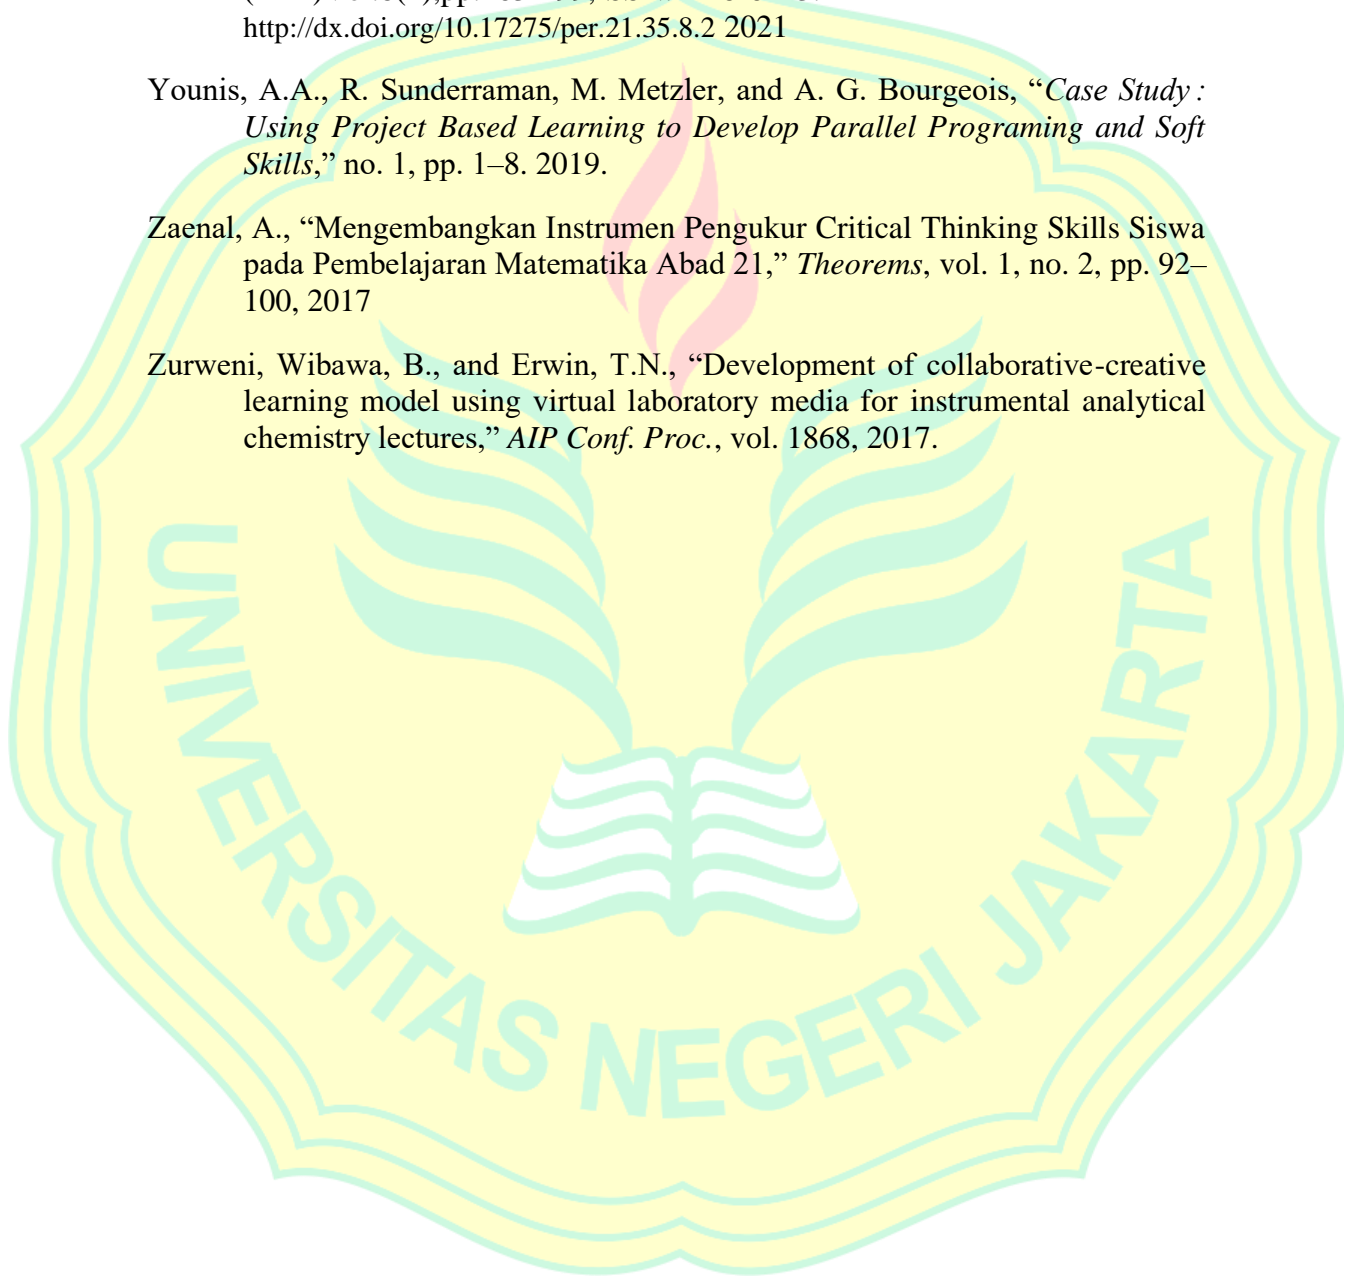 http://dx.doi.org/10.17275/per.21.35.8.2 2021
Younis, A.A., R. Sunderraman, M. Metzler, and A. G. Bourgeois, “Case Study :
Using Project Based Learning to Develop Parallel Programing and Soft
Skills,” no. 1, pp. 1–8. 2019.
Zaenal, A., “Mengembangkan Instrumen Pengukur Critical Thinking Skills Siswa
pada Pembelajaran Matematika Abad 21,” Theorems, vol. 1, no. 2, pp. 92–
100, 2017
Zurweni, Wibawa, B., and Erwin, T.N., “Development of collaborative-creative
learning model using virtual laboratory media for instrumental analytical
chemistry lectures,” AIP Conf. Proc., vol. 1868, 2017.
UNIVERSITAS NEGERI JAKARTA